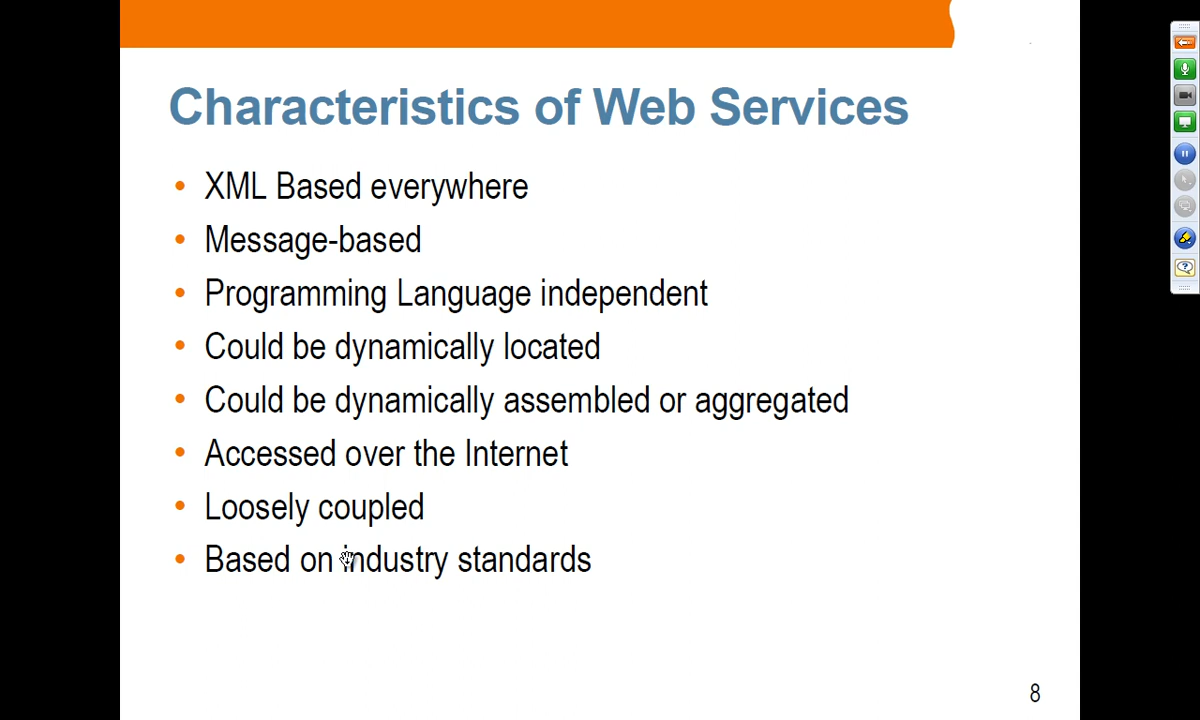 Characteristics of Web Services
• XML Based everywhere
• Message-based
• Programming Language independent
• Could be dynamically located
• Could be dynamically assembled or aggregated
• Accessed over the Internet
• Loosely coupled
• Based on industry standards
8